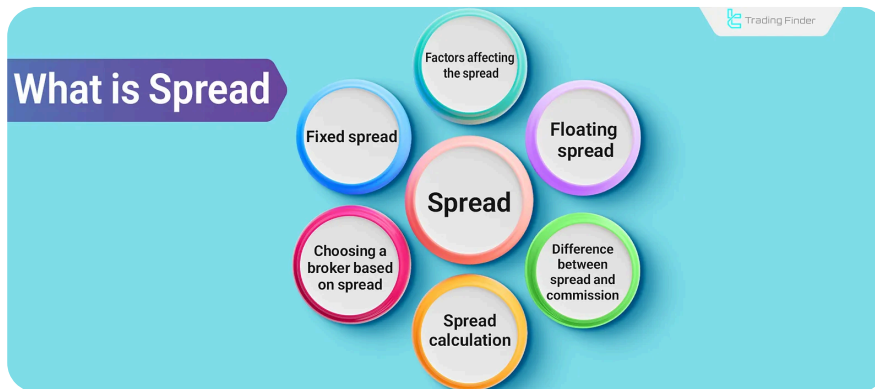 What is Spread
Trading Finder
Factors affecting
the spread
Fixed spread
Floating
spread
Spread
Choosing a
broker based
on spread
Difference
between
spread and
commission
Spread
calculation